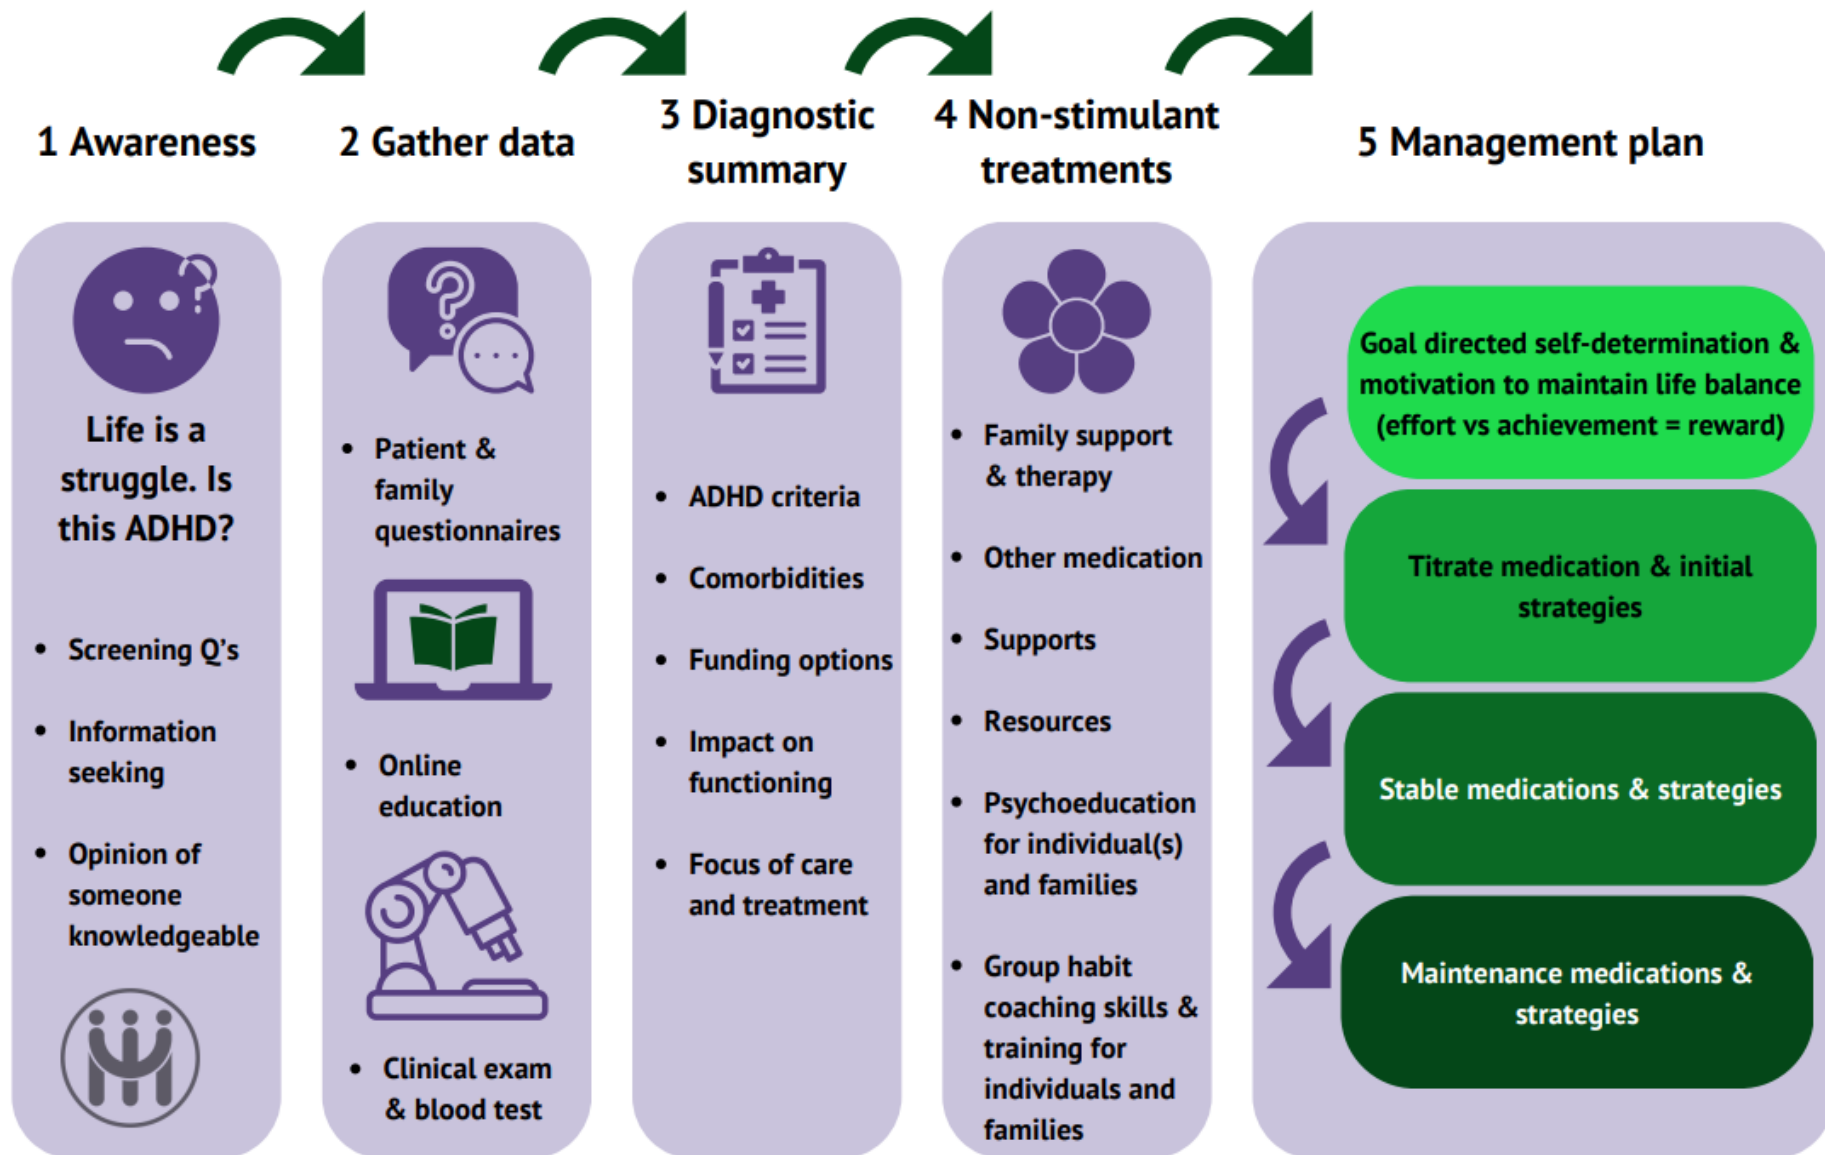 1 Awareness
2 Gather data
3 Diagnostic
summary
4 Non-stimulant
treatments
5 Management plan
Life is a
struggle. Is
this ADHD?
• Screening Q’s
• Information
seeking
• Opinion of
someone
knowledgeable
• Patient &
family
questionnaires
• Online
education
• Clinical exam
& blood test
• ADHD criteria
• Comorbidities
• Funding options
• Impact on
functioning
• Focus of care
and treatment
• Family support
& therapy
• Other medication
• Supports
• Resources
• Psychoeducation
for individual(s)
and families
• Group habit
coaching skills &
training for
individuals and
families
Goal directed self-determination &
motivation to maintain life balance
(effort vs achievement = reward)
Titrate medication & initial
strategies
Stable medications & strategies
Maintenance medications &
strategies